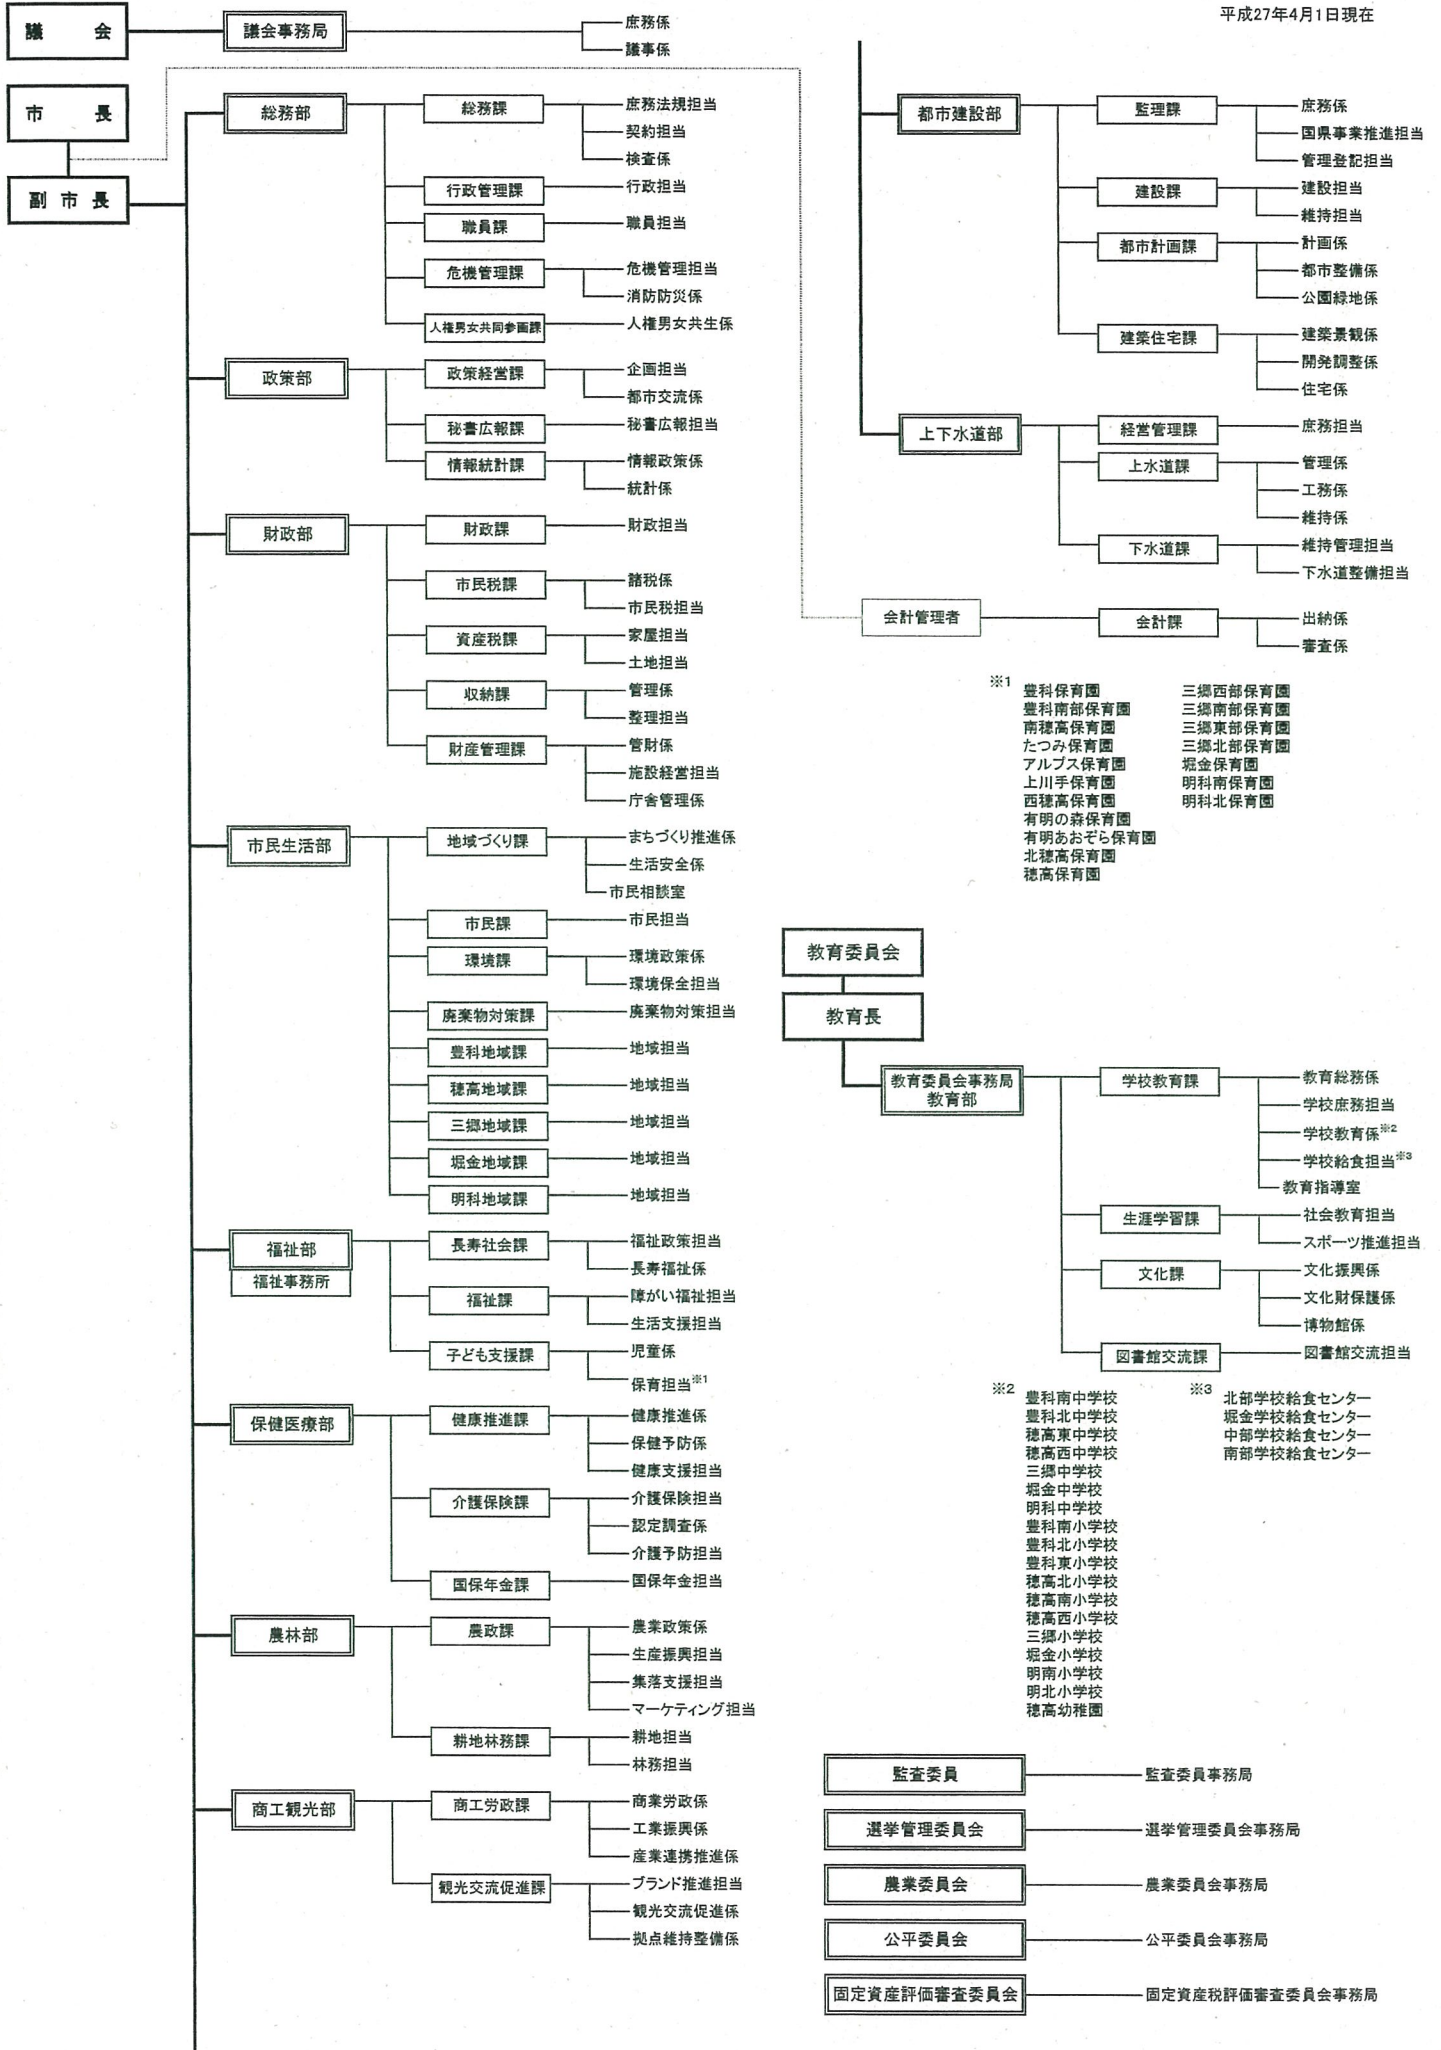 平成27年4月1日現在
議　会
議会事務局
庶務係
議事係
市　長
副 市 長
総務部
総務課
庶務法規担当
契約担当
検査係
行政管理課
行政担当
職員課
職員担当
危機管理課
危機管理担当
消防防災係
人権男女共同参画課
人権男女共生係
政策部
政策経営課
企画担当
都市交流係
秘書広報課
秘書広報担当
情報統計課
情報政策係
統計係
財政部
財政課
財政担当
市民税課
諸税係
市民税担当
資産税課
家屋担当
土地担当
収納課
管理係
整理担当
財産管理課
管財係
施設経営担当
庁舎管理係
市民生活部
地域づくり課
まちづくり推進係
生活安全係
市民相談室
市民課
市民担当
環境課
環境政策係
環境保全担当
廃棄物対策課
廃棄物対策担当
豊科地域課
地域担当
穂高地域課
地域担当
三郷地域課
地域担当
堀金地域課
地域担当
明科地域課
地域担当
福祉部
福祉事務所
長寿社会課
福祉政策担当
長寿福祉係
福祉課
障がい福祉担当
生活支援担当
子ども支援課
児童係
保育担当※1
保健医療部
健康推進課
健康推進係
保健予防係
健康支援担当
介護保険課
介護保険担当
認定調査係
介護予防担当
国保年金課
国保年金担当
農林部
農政課
農業政策係
生産振興担当
集落支援担当
マーケティング担当
耕地林務課
耕地担当
林務担当
商工観光部
商工労政課
商業労政係
工業振興係
産業連携推進係
観光交流促進課
ブランド推進担当
観光交流促進係
拠点維持整備係
都市建設部
監理課
庶務係
国県事業推進担当
管理登記担当
建設課
建設担当
維持担当
都市計画課
計画係
都市整備係
公園緑地係
建築住宅課
建築景観係
開発調整係
住宅係
上下水道部
経営管理課
庶務担当
上水道課
管理係
工務係
維持係
下水道課
維持管理担当
下水道整備担当
会計管理者
会計課
出納係
審査係
※1
豊科保育園
豊科南部保育園
南穂高保育園
たつみ保育園
アルプス保育園
上川手保育園
西穂高保育園
有明の森保育園
有明あおぞら保育園
北穂高保育園
穂高保育園
三郷西部保育園
三郷南部保育園
三郷東部保育園
三郷北部保育園
堀金保育園
明科南保育園
明科北保育園
教育委員会
教育長
教育委員会事務局
教育部
学校教育課
教育総務係
学校庶務担当
学校教育係※2
学校給食担当※3
教育指導室
生涯学習課
社会教育担当
スポーツ推進担当
文化課
文化振興係
文化財保護係
博物館係
図書館交流課
図書館交流担当
※2
豊科南中学校
豊科北中学校
穂高東中学校
穂高西中学校
三郷中学校
堀金中学校
明科中学校
豊科南小学校
豊科北小学校
豊科東小学校
穂高北小学校
穂高南小学校
穂高西小学校
三郷小学校
堀金小学校
明南小学校
明北小学校
穂高幼稚園
※3
北部学校給食センター
堀金学校給食センター
中部学校給食センター
南部学校給食センター
監査委員
監査委員事務局
選挙管理委員会
選挙管理委員会事務局
農業委員会
農業委員会事務局
公平委員会
公平委員会事務局
固定資産評価審査委員会
固定資産税評価審査委員会事務局